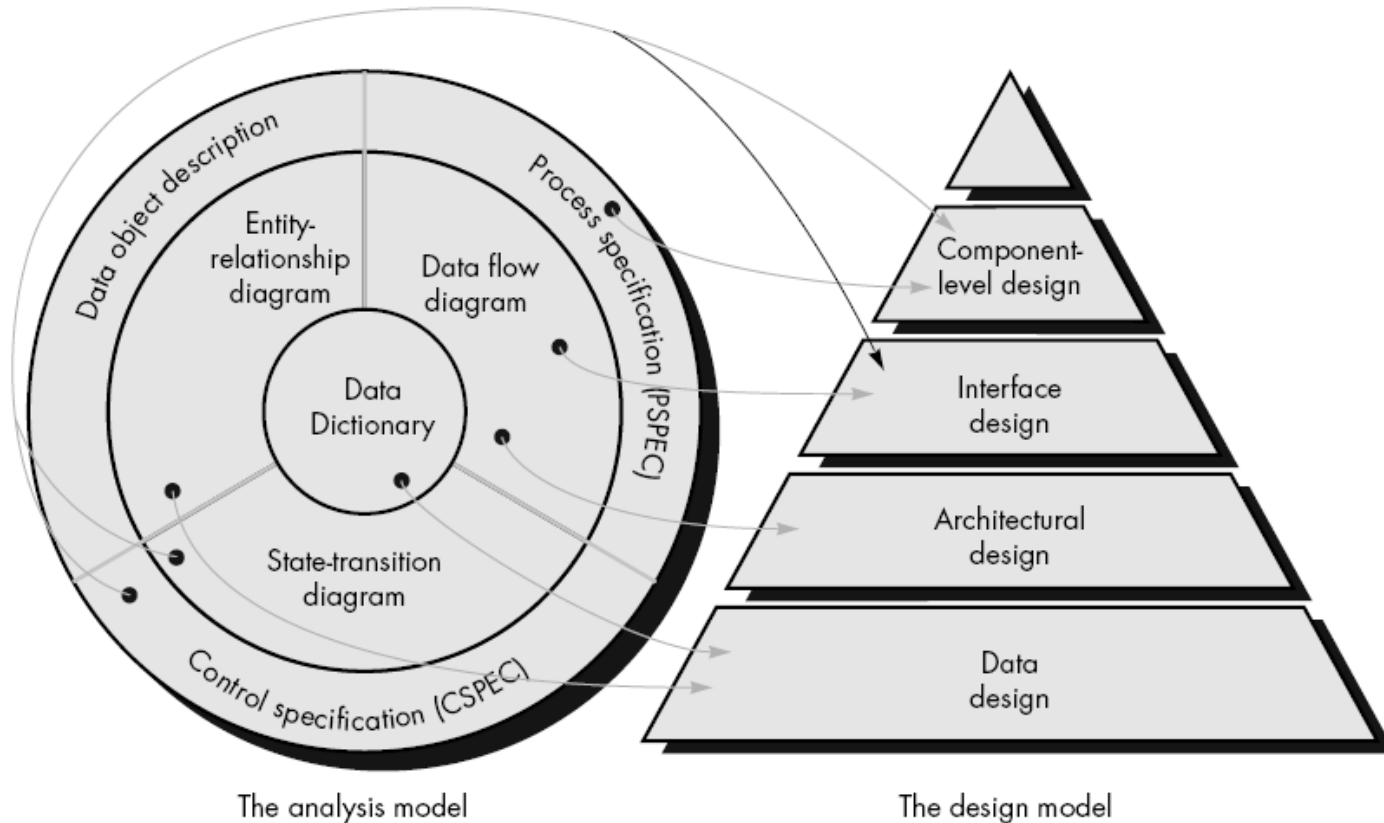 Data object description
Process specification (PSPEC)
Entity-
relationship
diagram
Data flow
diagram
Data
Dictionary
State-transition
diagram
Control specification (CSPEC)
The analysis model
Component-
level design
Interface
design
Architectural
design
Data
design
The design model